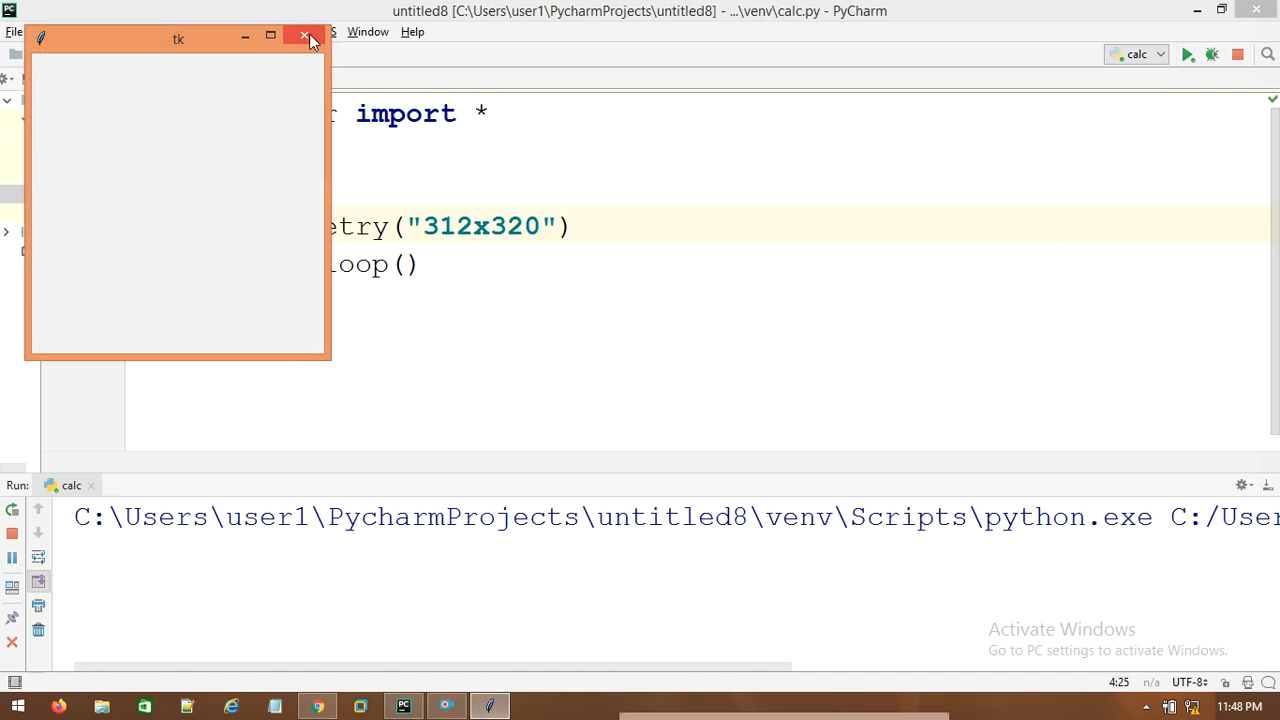 untitled8 [C:\Users\user1\PycharmProjects\untitled8] - ...\venv\calc.py - PyCharm
File
Window Help
tk
calc
import *
etry("312x320")
loop()
Run: calc
C:\Users\user1\PycharmProjects\untitled8\venv\Scripts\python.exe C:/User
Activate Windows
Go to PC settings to activate Windows.
4:25 n/a UTF-8
11:48 PM